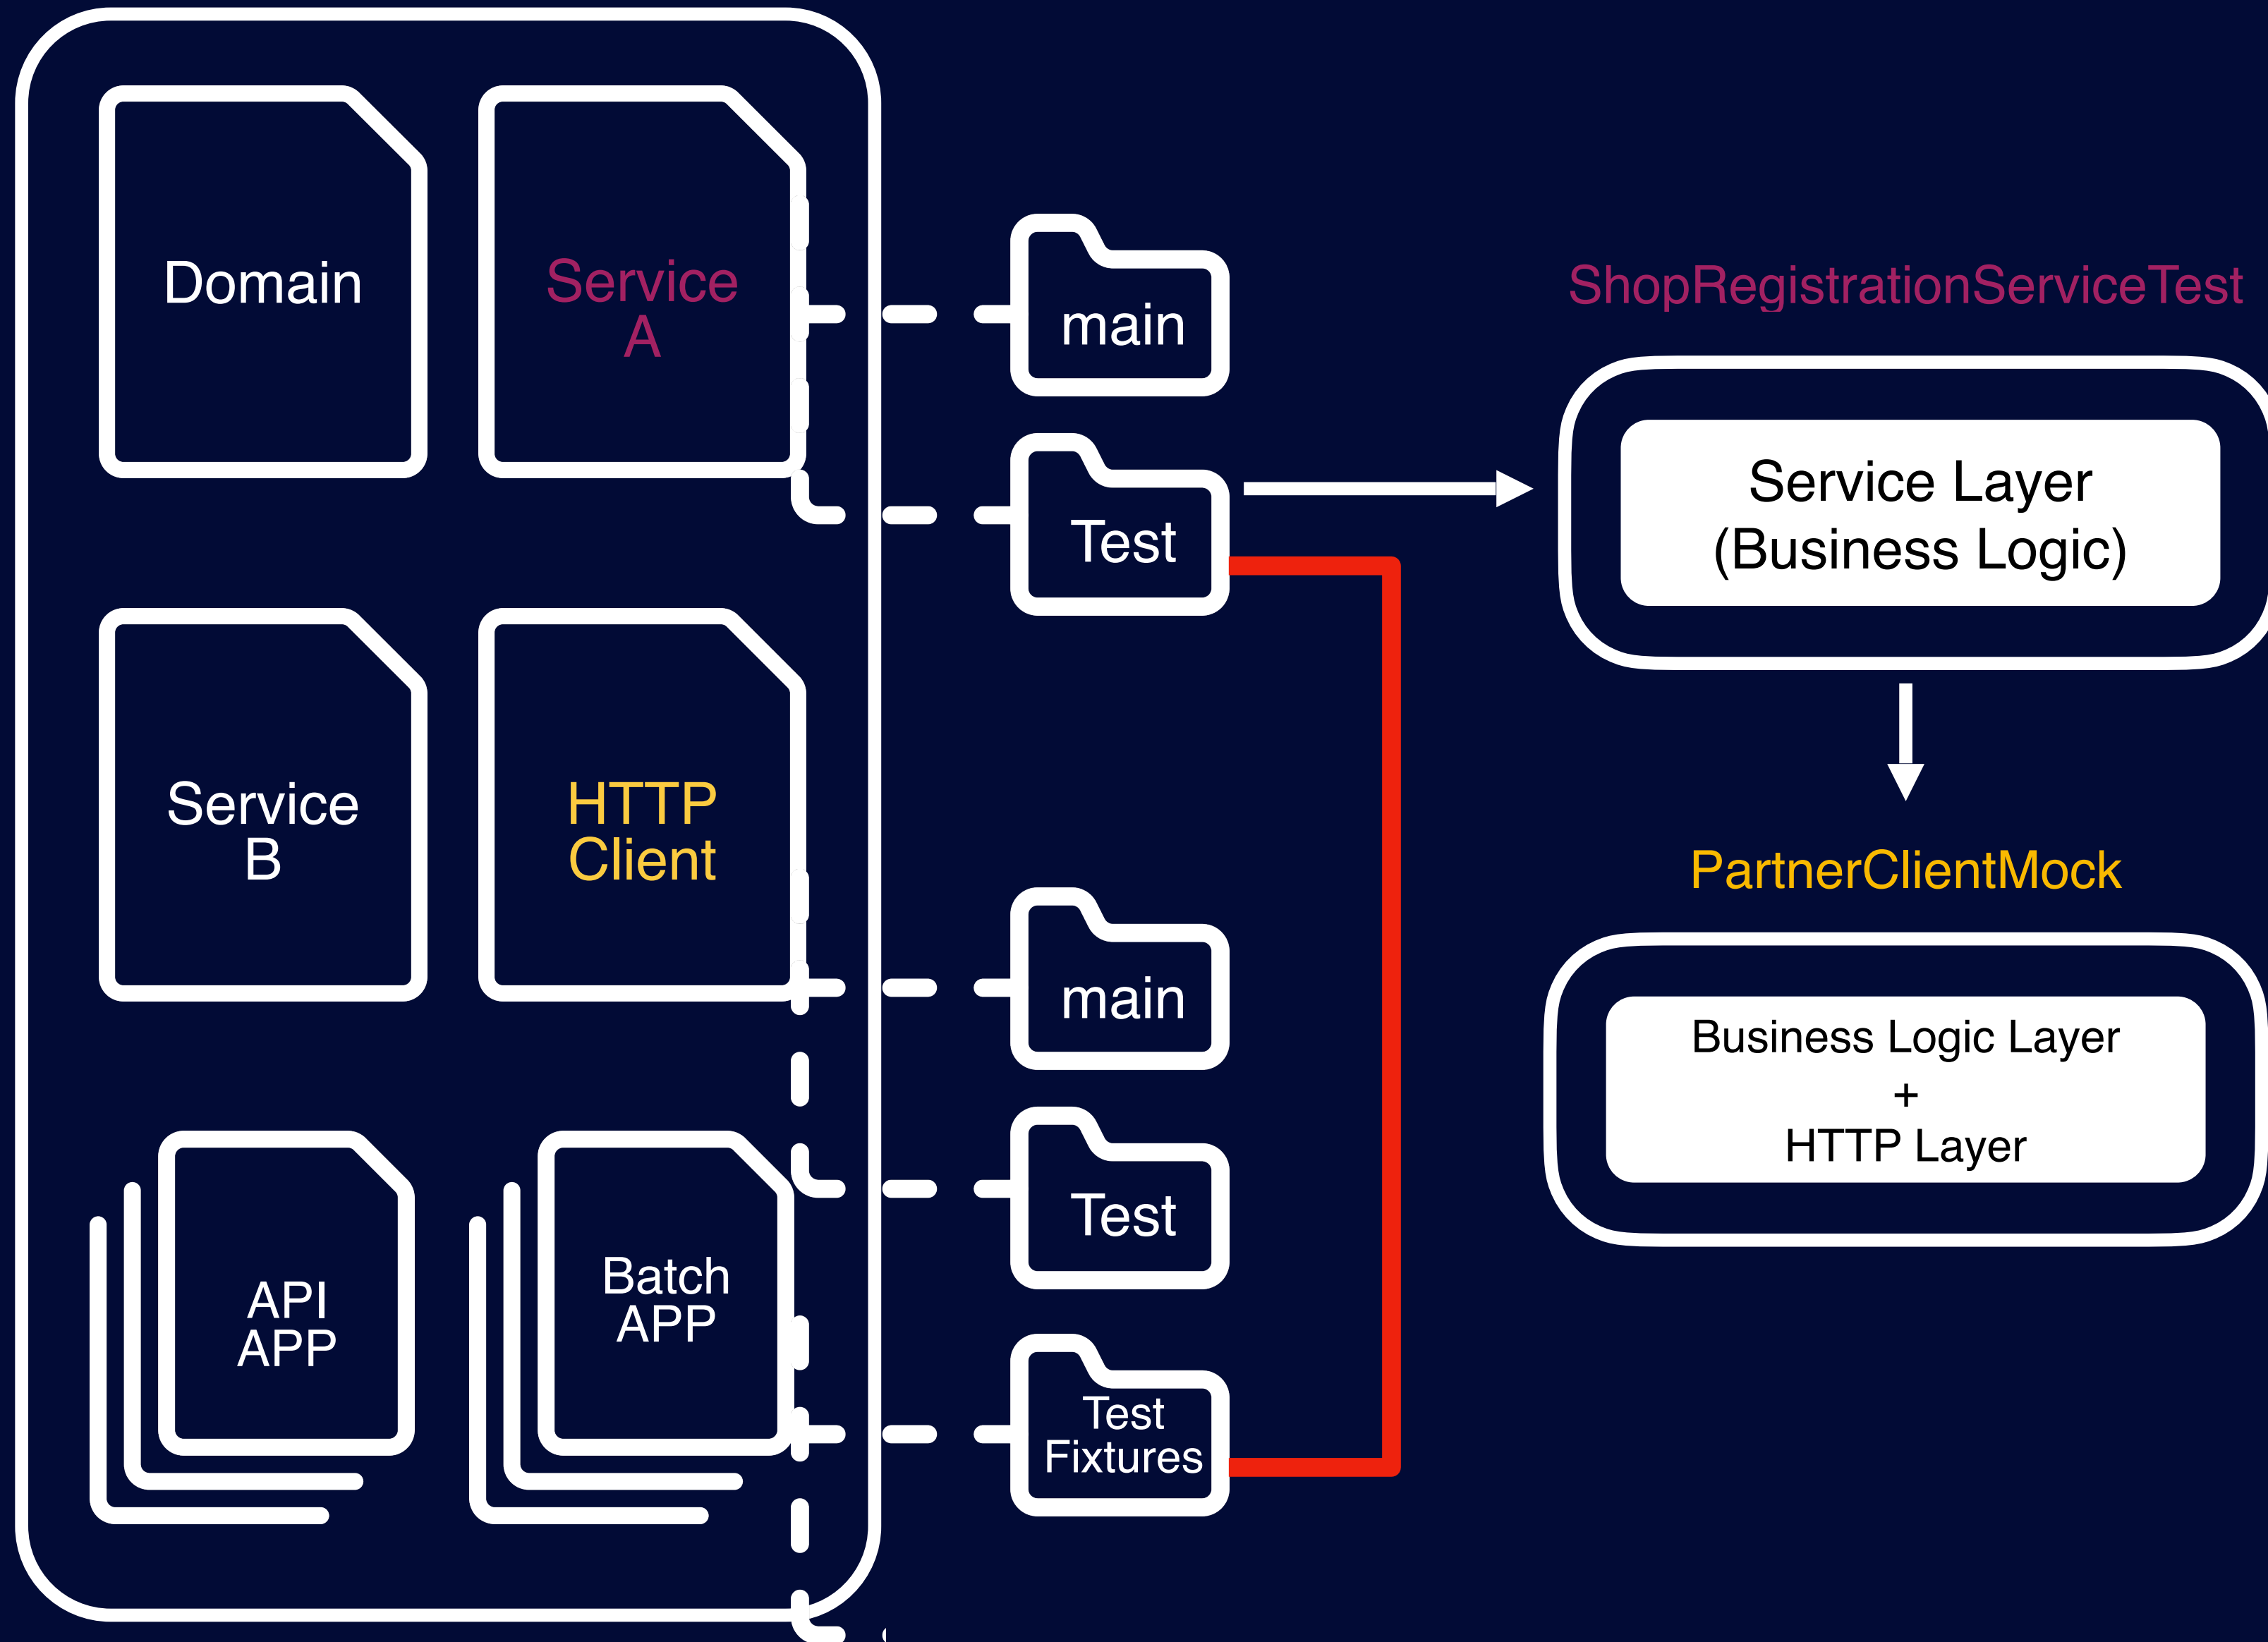 Domain
Service
A
Service
B
HTTP
Client
API
APP
Batch
APP
main
Test
main
Test
Test
Fixtures
ShopRegistrationServiceTest
Service Layer
(Business Logic)
PartnerClientMock
Business Logic Layer
+
HTTP Layer